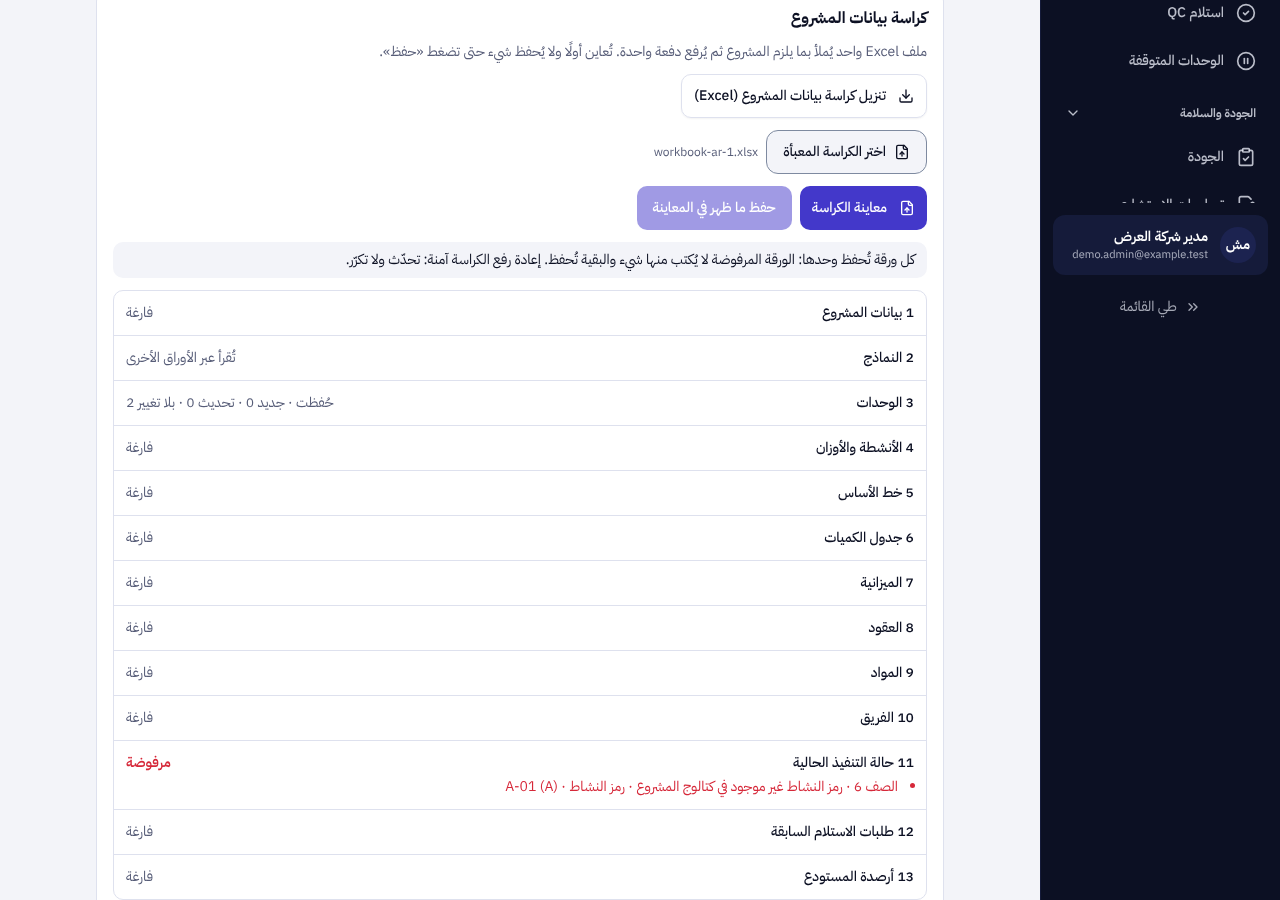 استلام QC
الوحدات المتوقفة
الجودة والسلامة
الجودة
مش
مدير شركة العرض
demo.admin@example.test
طي القائمة
كراسة بيانات المشروع
ملف Excel واحد يُملأ بما يلزم المشروع ثم يُرفع دفعة واحدة. تُعاين أولًا ولا يُحفظ شيء حتى تضغط «حفظ».
تنزيل كراسة بيانات المشروع (Excel)
اختر الكراسة المعبأة
workbook-ar-1.xlsx
معاينة الكراسة
حفظ ما ظهر في المعاينة
كل ورقة تُحفظ وحدها: الورقة المرفوضة لا يُكتب منها شيء والبقية تُحفظ. إعادة رفع الكراسة آمنة: تحدّث ولا تكرّر.
1 بيانات المشروع فارغة
2 النماذج تُقرأ عبر الأوراق الأخرى
3 الوحدات حُفظت · جديد 0 · تحديث 0 · بلا تغيير 2
4 الأنشطة والأوزان فارغة
5 خط الأساس فارغة
6 جدول الكميات فارغة
7 الميزانية فارغة
8 العقود فارغة
9 المواد فارغة
10 الفريق فارغة
11 حالة التنفيذ الحالية مرفوضة
• الصف 6 · رمز النشاط غير موجود في كتالوج المشروع · رمز النشاط · A-01 (A)
12 طلبات الاستلام السابقة فارغة
13 أرصدة المستودع فارغة